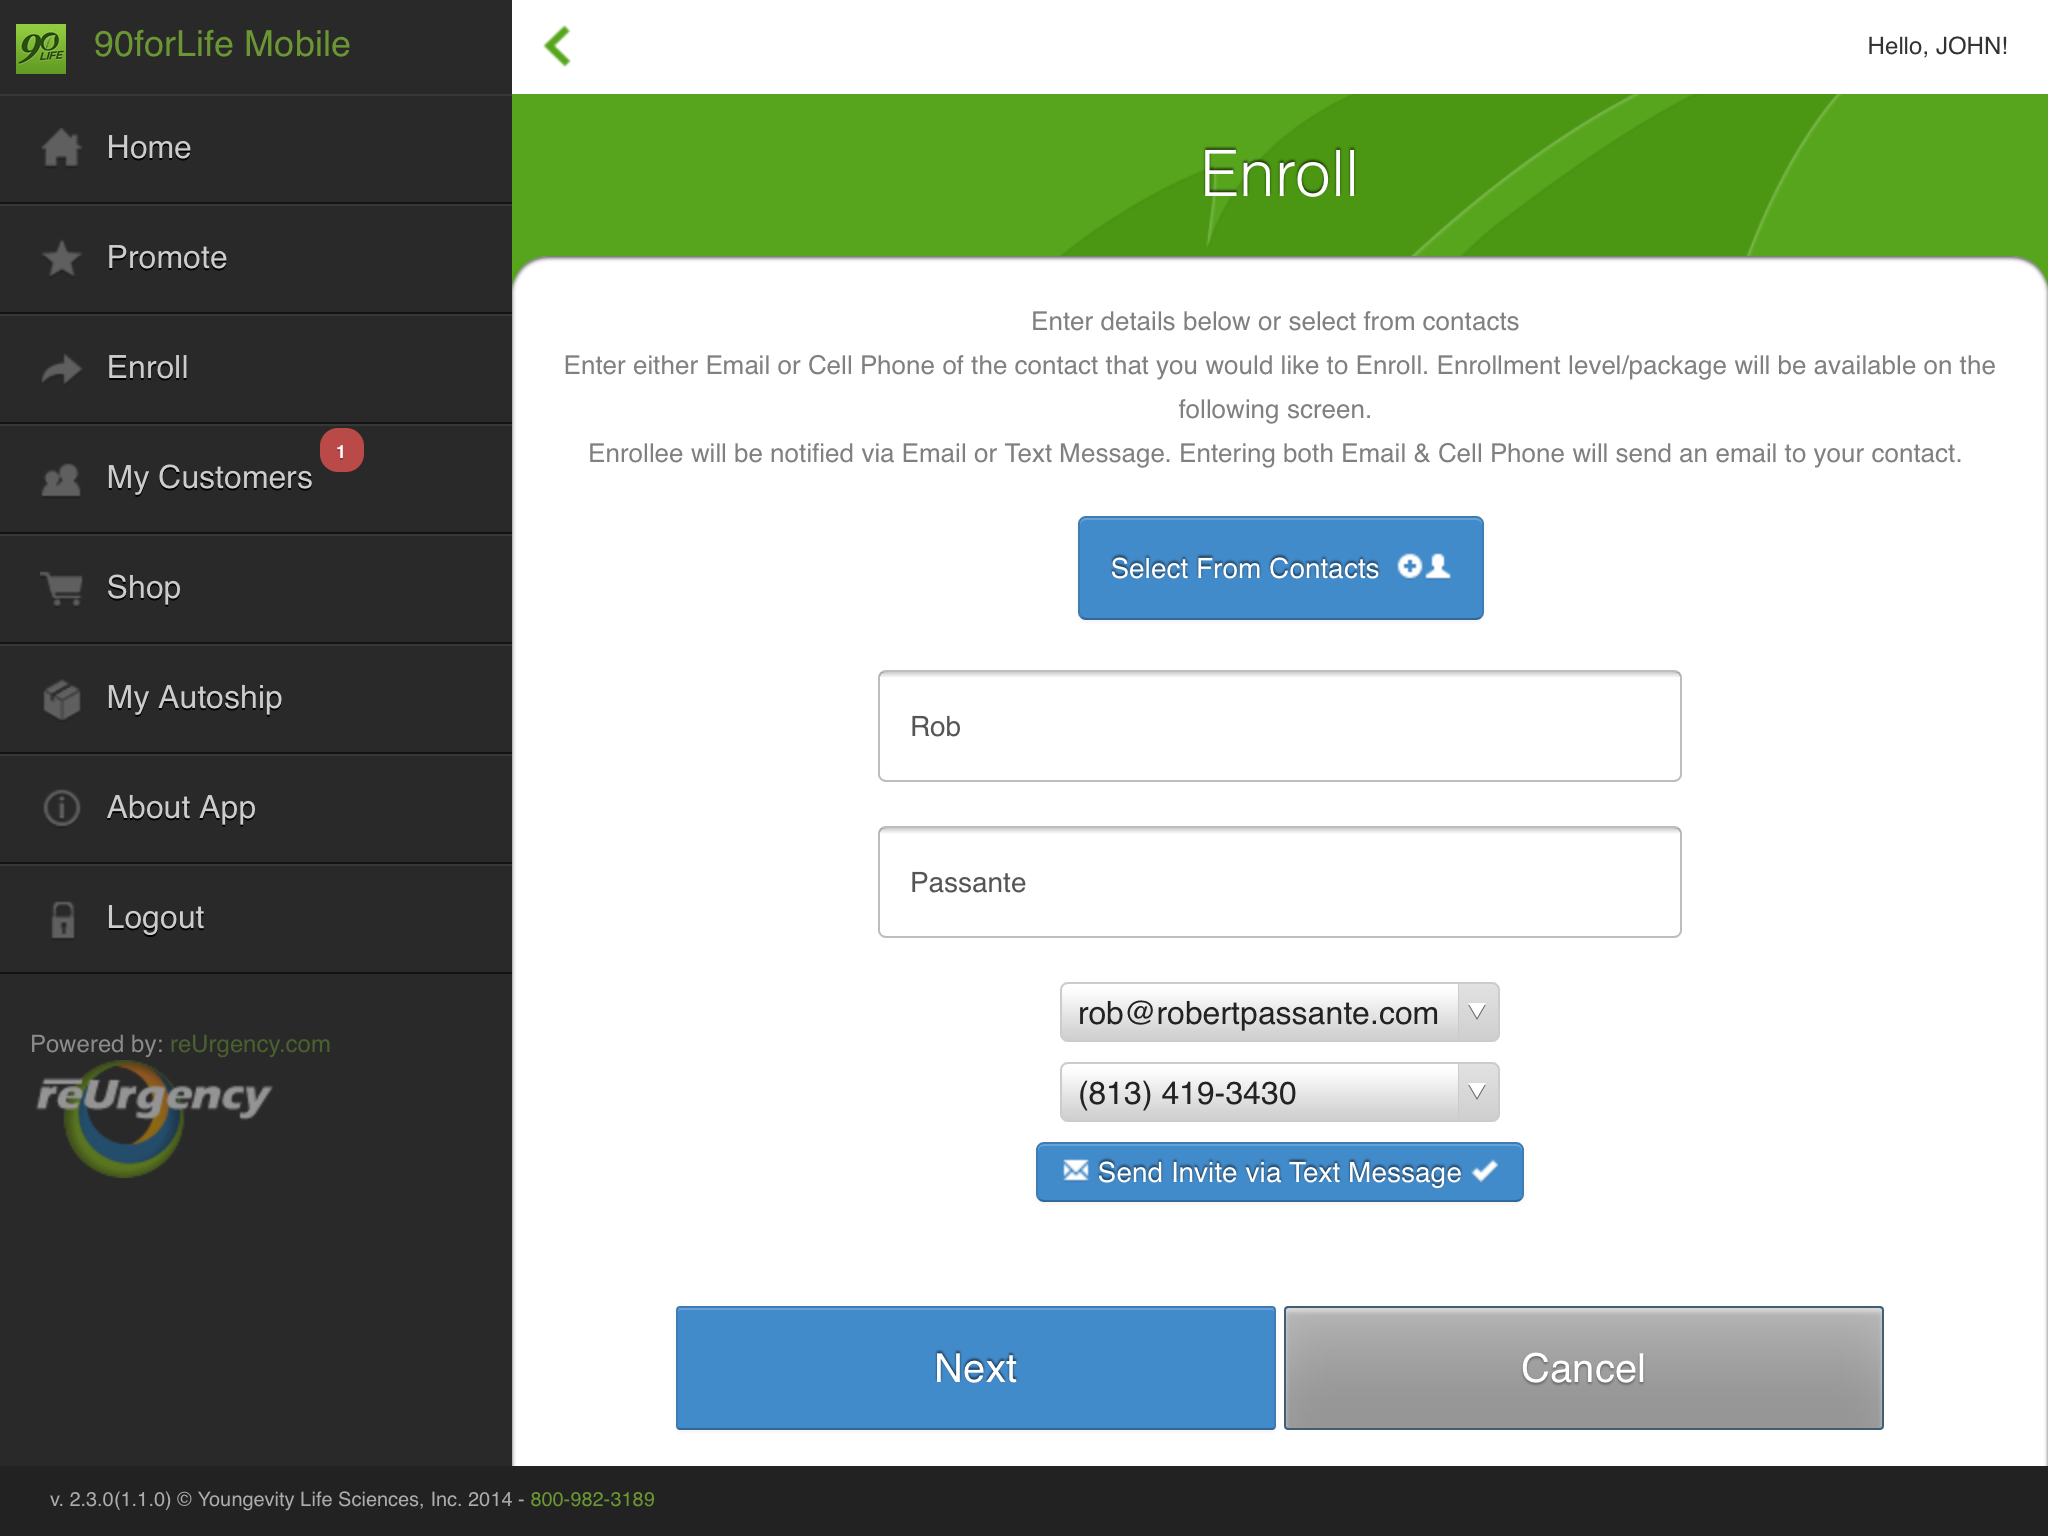 90 LIFE
90forLife Mobile
Hello, JOHN!
Home
Promote
Enroll
My Customers
1
Shop
My Autoship
About App
Logout
Powered by: reUrgency.com
reUrgency
Enroll
Enter details below or select from contacts
Enter either Email or Cell Phone of the contact that you would like to Enroll. Enrollment level/package will be available on the
following screen.
Enrollee will be notified via Email or Text Message. Entering both Email & Cell Phone will send an email to your contact.
Select From Contacts
Rob
Passante
rob@robertpassante.com
(813) 419-3430
Send Invite via Text Message
Next
Cancel
v. 2.3.0(1.1.0) © Youngevity Life Sciences, Inc. 2014 - 800-982-3189